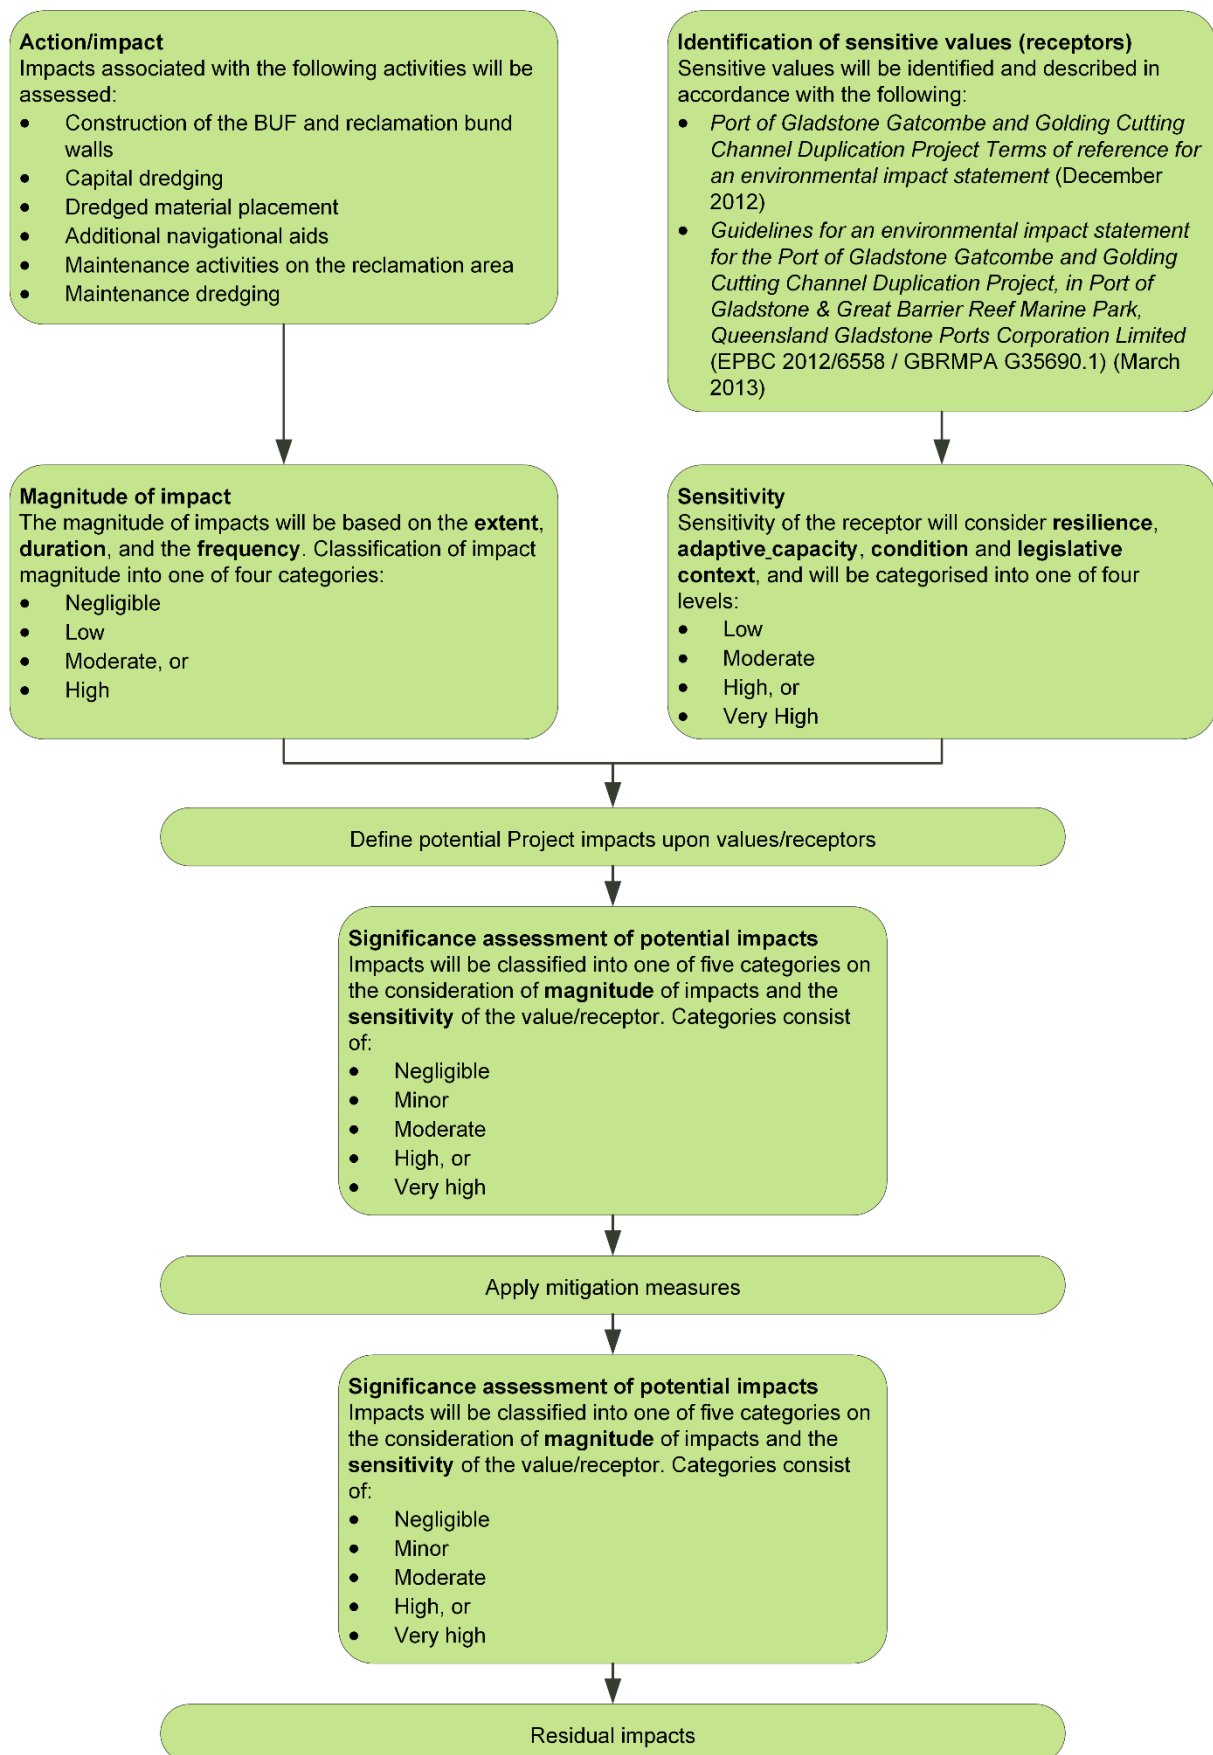 Action/impact
Impacts associated with the following activities will be
assessed:
• Construction of the BUF and reclamation bund
walls
• Capital dredging
• Dredged material placement
• Additional navigational aids
• Maintenance activities on the reclamation area
• Maintenance dredging
Identification of sensitive values (receptors)
Sensitive values will be identified and described in
accordance with the following:
• Port of Gladstone Gatcombe and Golding Cutting
Channel Duplication Project Terms of reference for
an environmental impact statement (December
2012)
• Guidelines for an environmental impact statement
for the Port of Gladstone Gatcombe and Golding
Cutting Channel Duplication Project, in Port of
Gladstone & Great Barrier Reef Marine Park,
Queensland Gladstone Ports Corporation Limited
(EPBC 2012/6558 / GBRMPA G35690.1) (March
2013)
Magnitude of impact
The magnitude of impacts will be based on the extent,
duration, and the frequency. Classification of impact
magnitude into one of four categories:
• Negligible
• Low
• Moderate, or
• High
Sensitivity
Sensitivity of the receptor will consider resilience,
adaptive_capacity, condition and legislative
context, and will be categorised into one of four
levels:
• Low
• Moderate
• High, or
• Very High
Define potential Project impacts upon values/receptors
Significance assessment of potential impacts
Impacts will be classified into one of five categories on
the consideration of magnitude of impacts and the
sensitivity of the value/receptor. Categories consist
of:
• Negligible
• Minor
• Moderate
• High, or
• Very high
Apply mitigation measures
Significance assessment of potential impacts
Impacts will be classified into one of five categories on
the consideration of magnitude of impacts and the
sensitivity of the value/receptor. Categories consist
of:
• Negligible
• Minor
• Moderate
• High, or
• Very high
Residual impacts